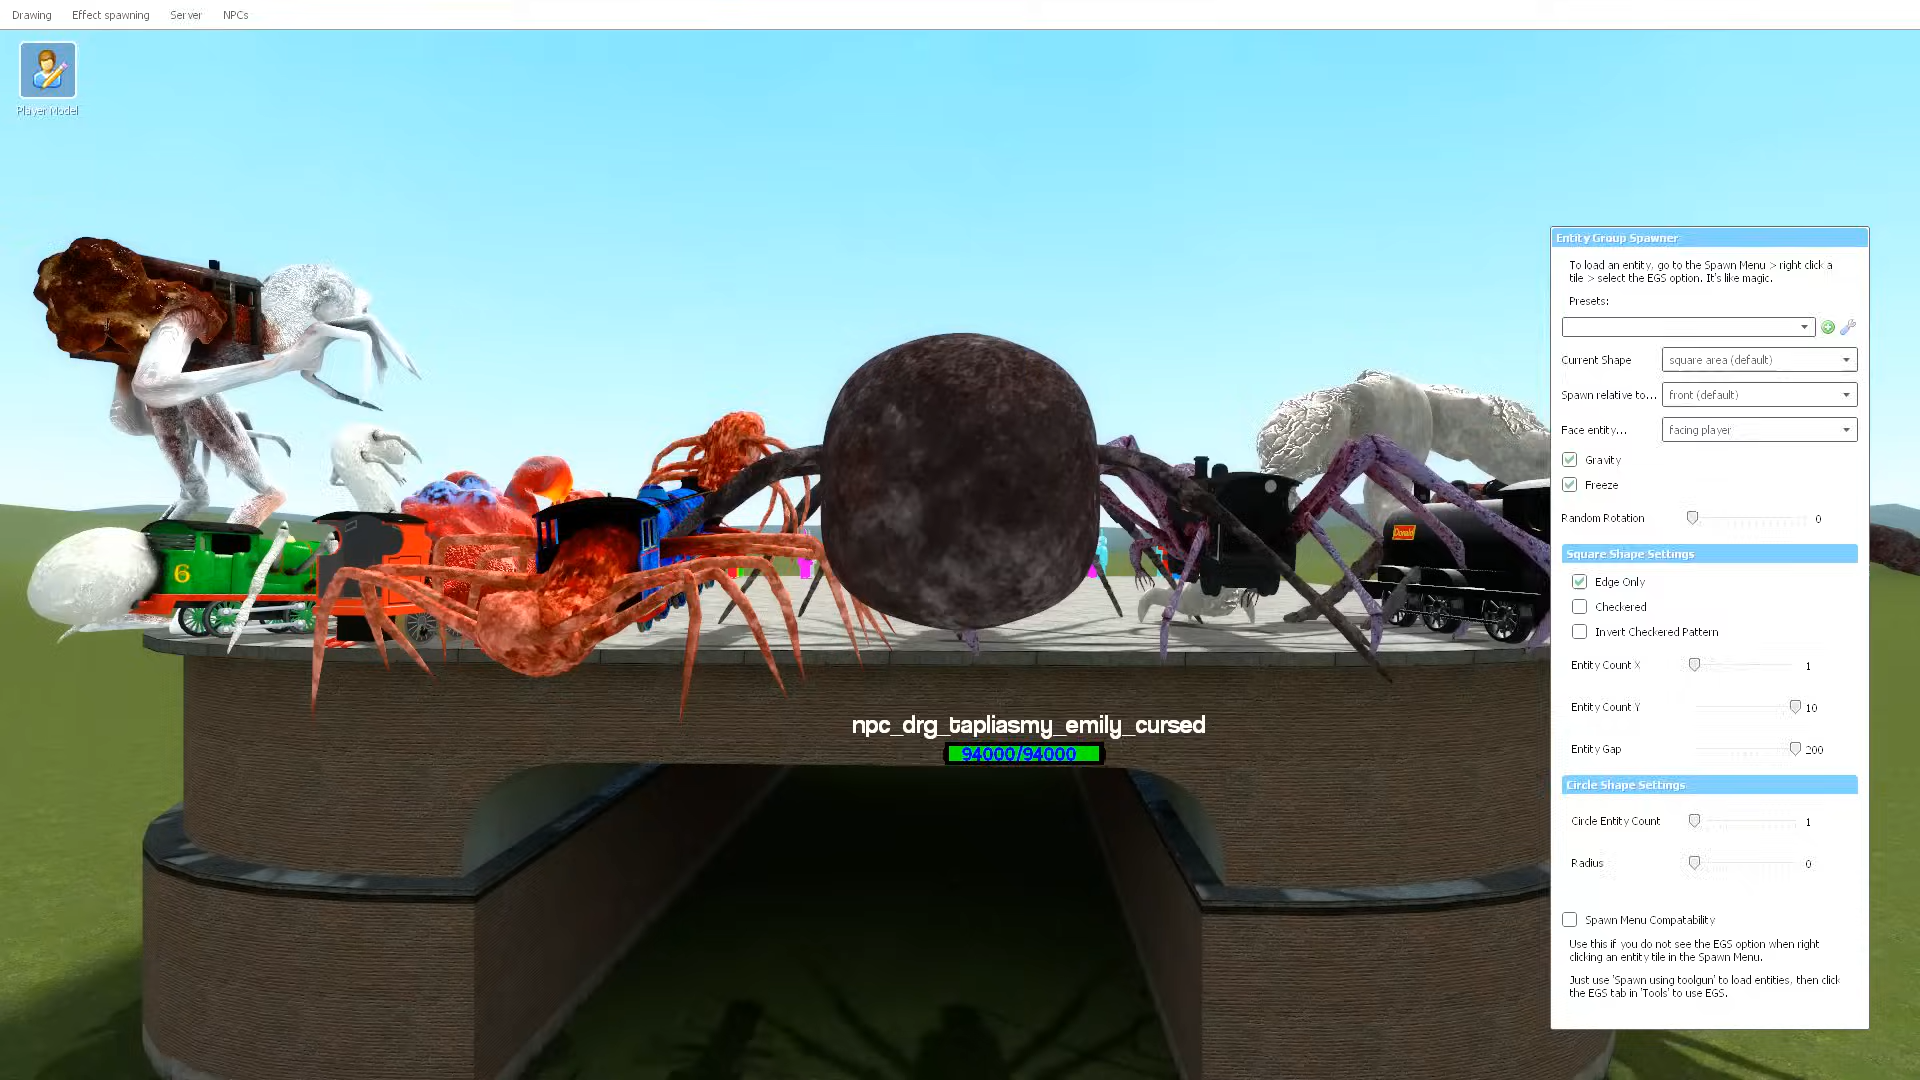 Drawing Effect spawning Server NPCs
Player Model
Entity Group Spawner
To load an entity, go to the Spawn Menu > right click a
tile > select the EGS option. It's like magic.
Presets:
Current Shape square area (default)
Spawn relative to... front (default)
Face entity... facing player
Gravity
Freeze
Random Rotation 0
Square Shape Settings
Edge Only
Checkered
Invert Checkered Pattern
Entity Count X 1
Entity Count Y 10
Entity Gap 200
Circle Shape Settings
Circle Entity Count 1
Radius 0
Spawn Menu Compatability
Use this if you do not see the EGS option when right
clicking an entity tile in the Spawn Menu.
Just use 'Spawn using toolgun' to load entities, then click
the EGS tab in 'Tools' to use EGS.
6
Donald
npc_drg_tapliasmy_emily_cursed
94000/94000